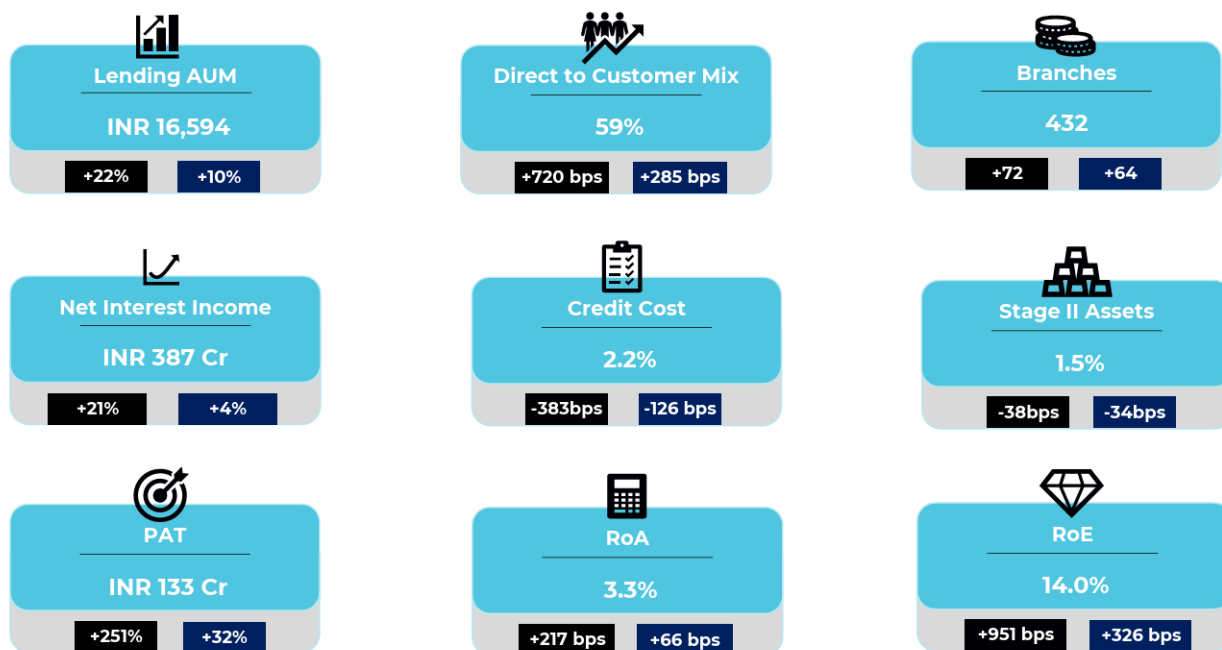 Lending AUM
INR 16,594
+22% +10%
Direct to Customer Mix
59%
+720 bps +285 bps
Branches
432
+72 +64
Net Interest Income
INR 387 Cr
+21% +4%
Credit Cost
2.2%
-383bps -126 bps
Stage II Assets
1.5%
-38bps -34bps
PAT
INR 133 Cr
+251% +32%
RoA
3.3%
+217 bps +66 bps
RoE
14.0%
+951 bps +326 bps